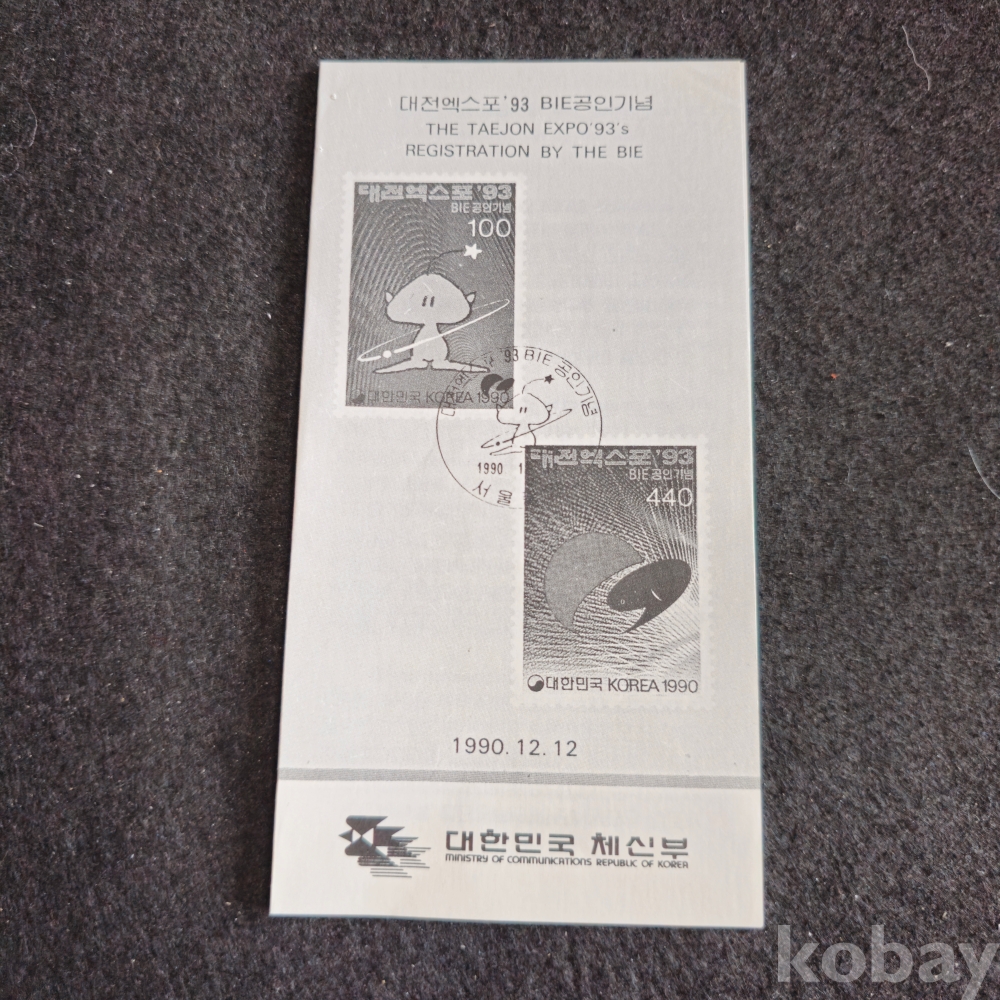 대전엑스포'93 BIE공인기념
THE TAEJON EXPO'93's
REGISTRATION BY THE BIE
대전엑스포'93
BIE 공인기념
100
대한민국 KOREA 1990
'93 BIE 공인기념
1990
서울
대전엑스포'93
BIE 공인기념
440
대한민국 KOREA 1990
1990.12.12
대한민국 체신부
MINISTRY OF COMMUNICATIONS REPUBLIC OF KOREA
kobay